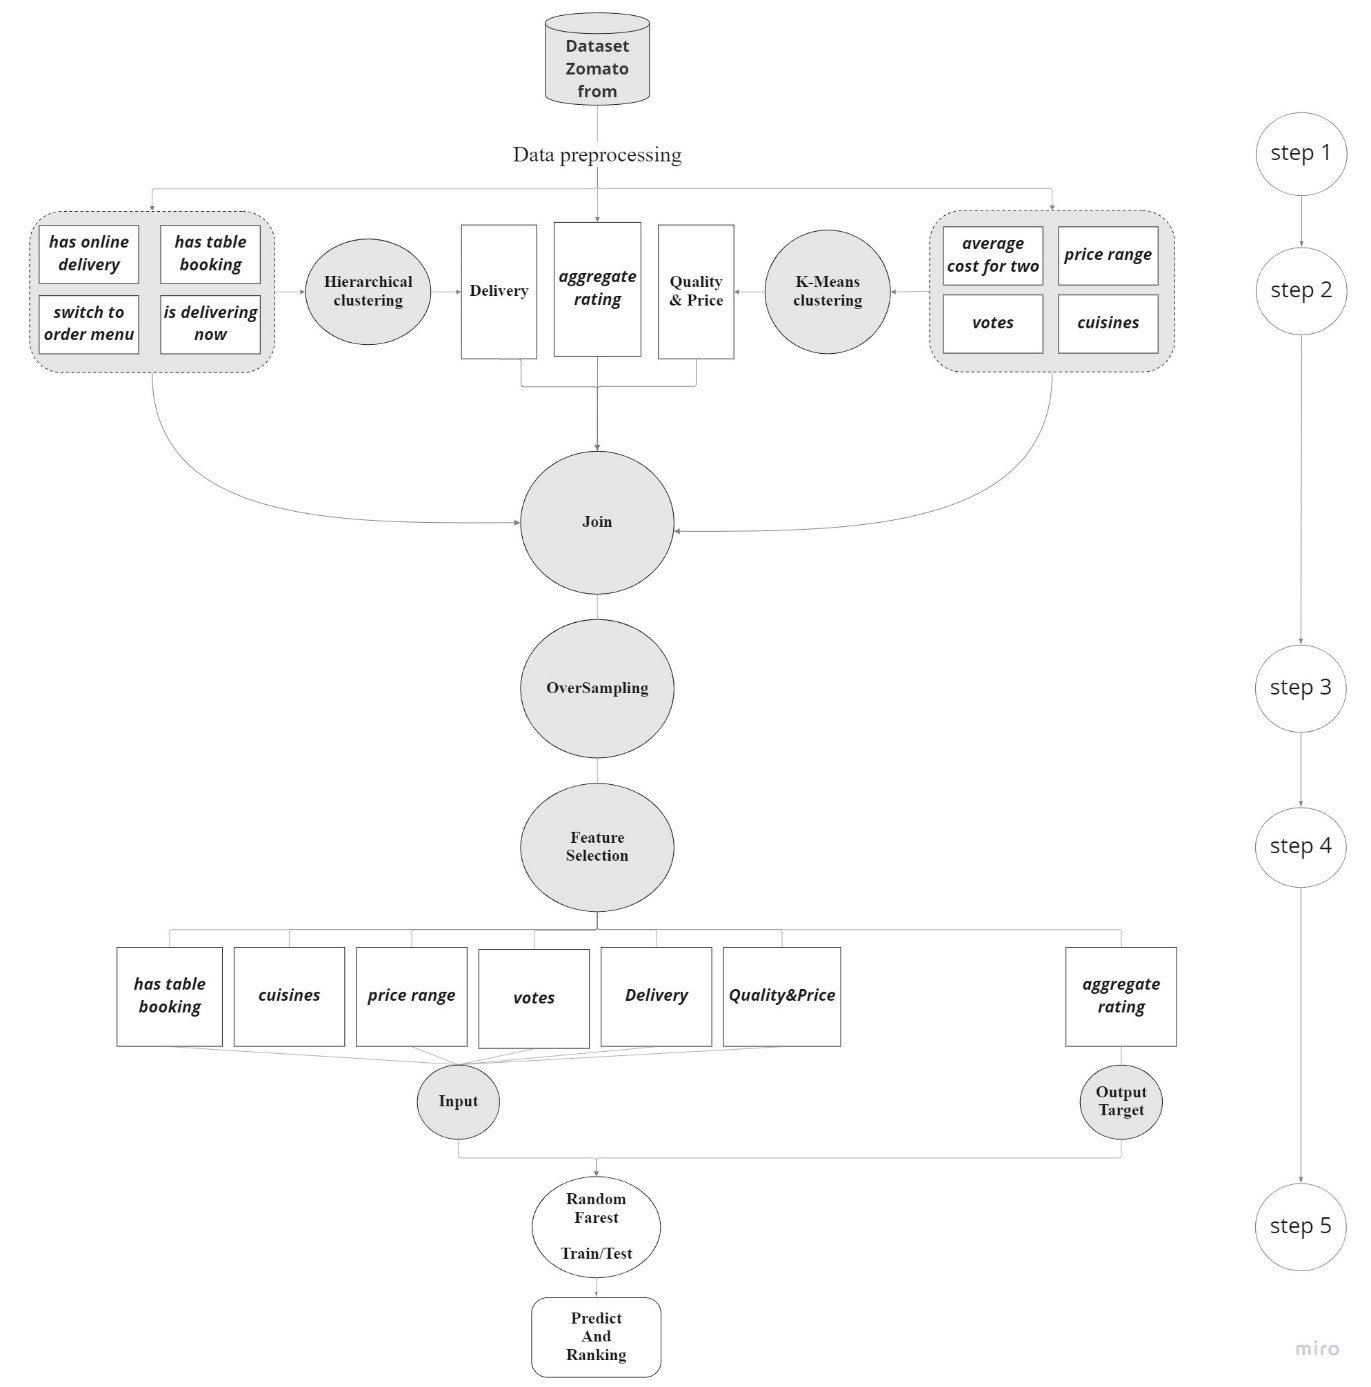 Dataset
Zomato
from
Data preprocessing
step 1
has online
delivery
has table
booking
switch to
order menu
is delivering
now
Hierarchical
clustering
Delivery
aggregate
rating
Quality
& Price
K-Means
clustering
average
cost for two
price range
votes
cuisines
step 2
Join
OverSampling
step 3
Feature
Selection
step 4
has table
booking
cuisines
price range
votes
Delivery
Quality&Price
aggregate
rating
Input
Output
Target
Random
Farest
Train/Test
step 5
Predict
And
Ranking
miro